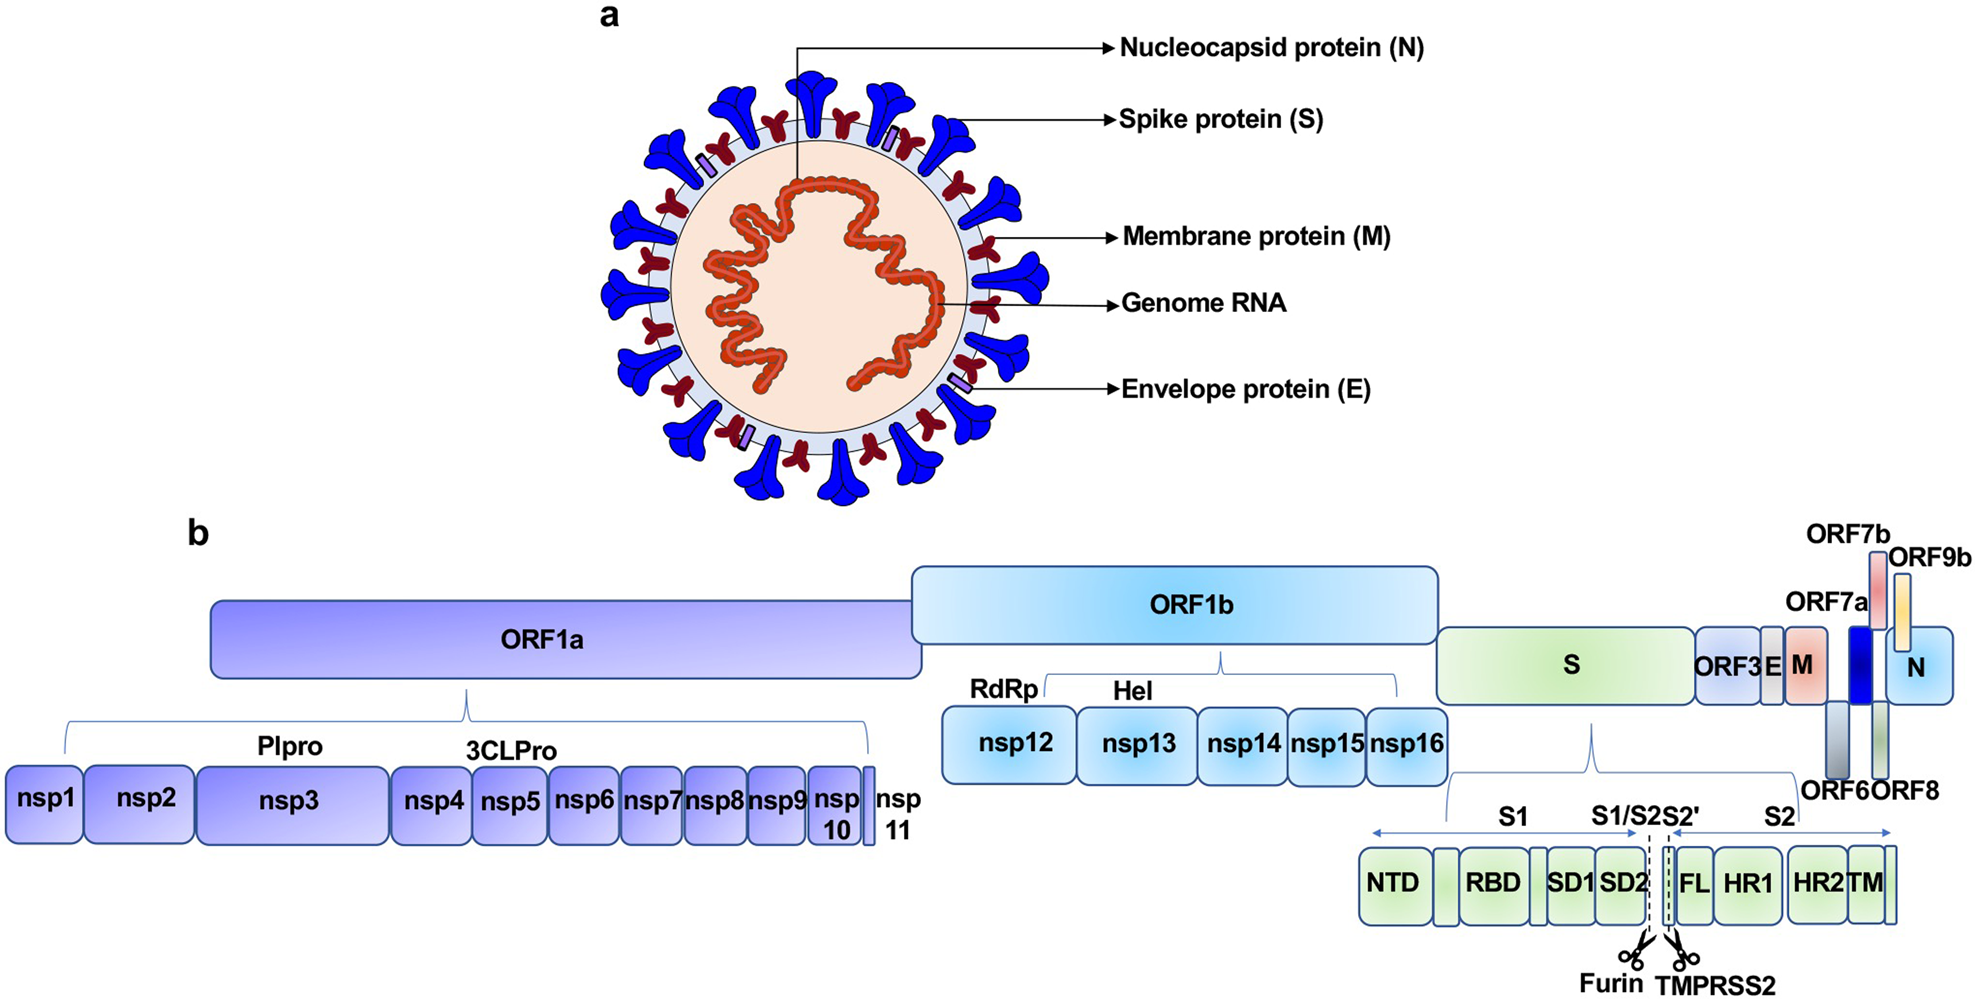 a
Nucleocapsid protein (N)
Spike protein (S)
Membrane protein (M)
Genome RNA
Envelope protein (E)
b
ORF7b
ORF9b
ORF1b
ORF7a
ORF1a
S
ORF3
E
M
N
RdRp
Hel
nsp12
nsp13
nsp14
nsp15
nsp16
Plpro
3CLPro
nsp1
nsp2
nsp3
nsp4
nsp5
nsp6
nsp7
nsp8
nsp9
nsp
10
nsp
11
ORF6
ORF8
S1
S1/S2
S2'
S2
NTD
RBD
SD1
SD2
FL
HR1
HR2
TM
Furin
TMPRSS2